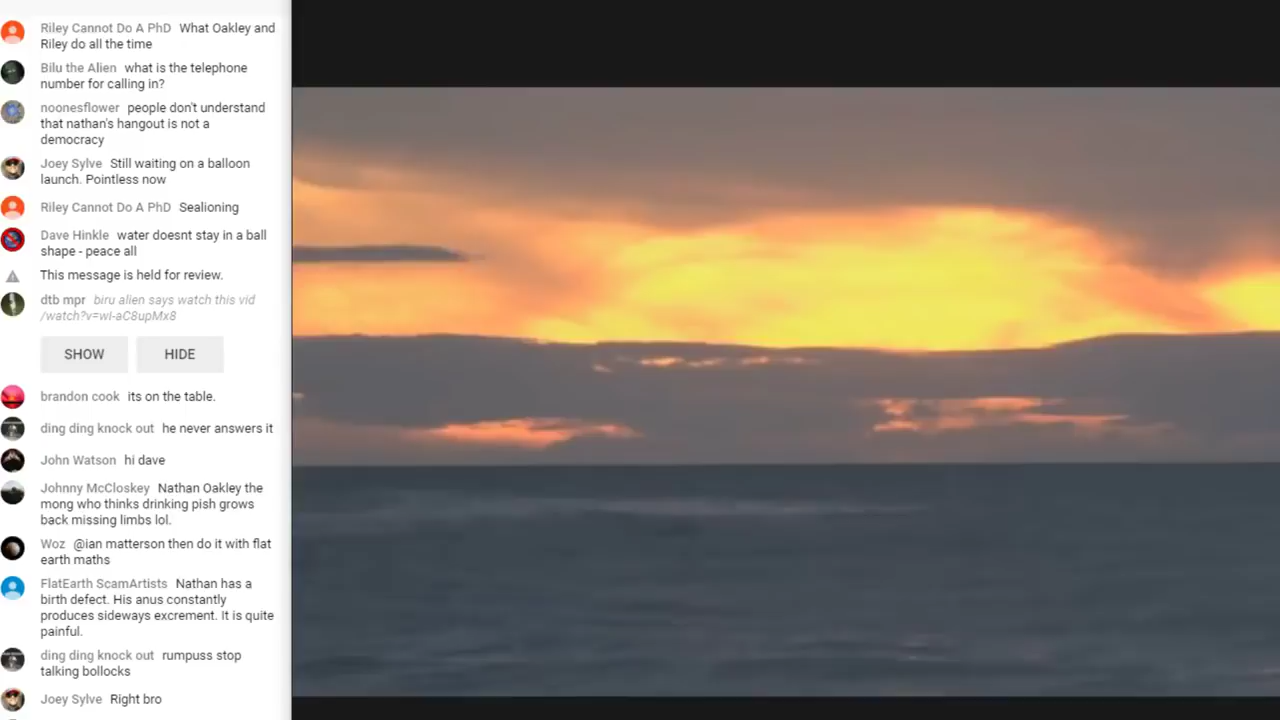 Riley Cannot Do A PhD What Oakley and
Riley do all the time
Bilu the Alien what is the telephone
number for calling in?
noonesflower people don't understand
that nathan's hangout is not a
democracy
Joey Sylve Still waiting on a balloon
launch. Pointless now
Riley Cannot Do A PhD Sealioning
Dave Hinkle water doesnt stay in a ball
shape - peace all
This message is held for review.
dtb mpr biru alien says watch this vid
/watch?v=wI-aC8upMx8
SHOW HIDE
brandon cook its on the table.
ding ding knock out he never answers it
John Watson hi dave
Johnny McCloskey Nathan Oakley the
mong who thinks drinking pish grows
back missing limbs lol.
Woz @ian matterson then do it with flat
earth maths
FlatEarth ScamArtists Nathan has a
birth defect. His anus constantly
produces sideways excrement. It is quite
painful.
ding ding knock out rumpuss stop
talking bollocks
Joey Sylve Right bro